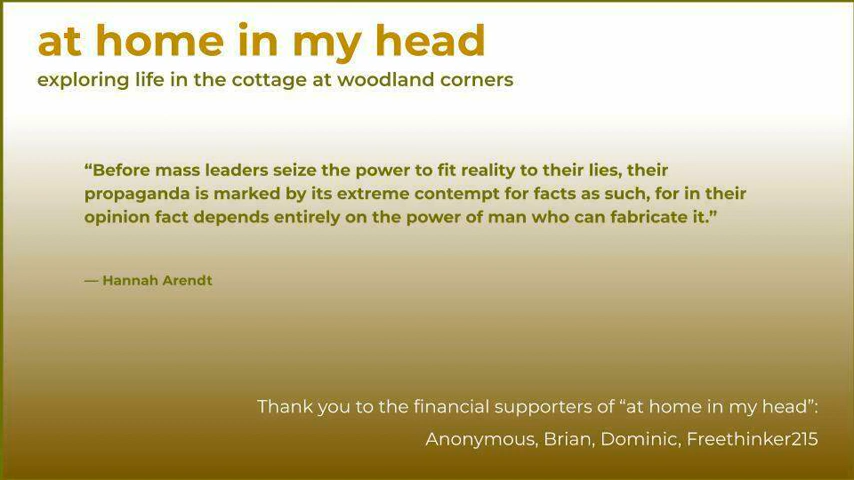 at home in my head
exploring life in the cottage at woodland corners
“Before mass leaders seize the power to fit reality to their lies, their
propaganda is marked by its extreme contempt for facts as such, for in their
opinion fact depends entirely on the power of man who can fabricate it.”
— Hannah Arendt
Thank you to the financial supporters of “at home in my head”:
Anonymous, Brian, Dominic, Freethinker215